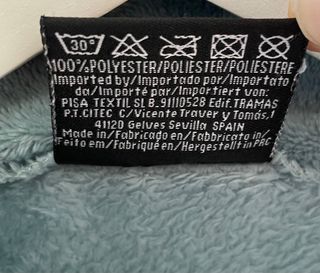 30°
100%POLYESTER/POLIESTER/POLIESTERE
Imported by/Importado por/Importato
da/Importé par/Importiert von:
PISA TEXTIL SL B.91110528 Edif.TRAMAS
P.T.CITEC C/Vicente Traver y Tomás,1
41120 Gelves Sevilla SPAIN
Made in/Fabricado en/Fabbricato in/
Feito em/Fabriqué en/Hergestellt in PRC